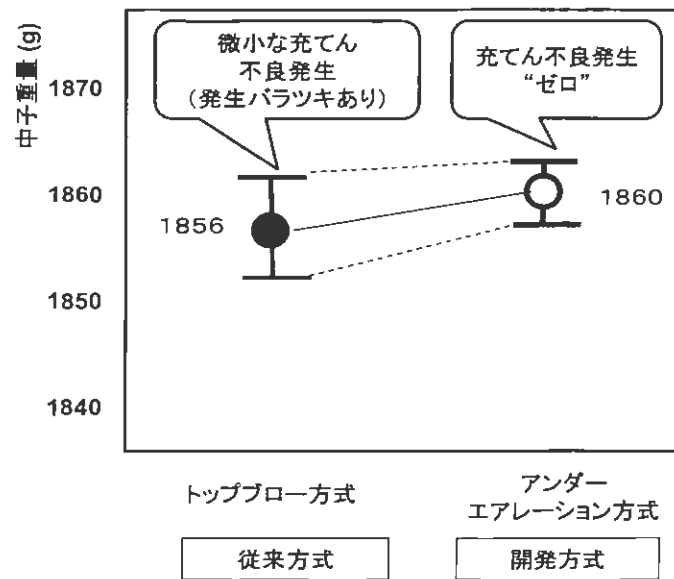 中子重量 (g)
1870
1860
1850
1840
微小な充てん
不良発生
(発生バラツキあり)
充てん不良発生
“ゼロ”
1856
1860
トップブロー方式
アンダー
エアレーション方式
従来方式
開発方式